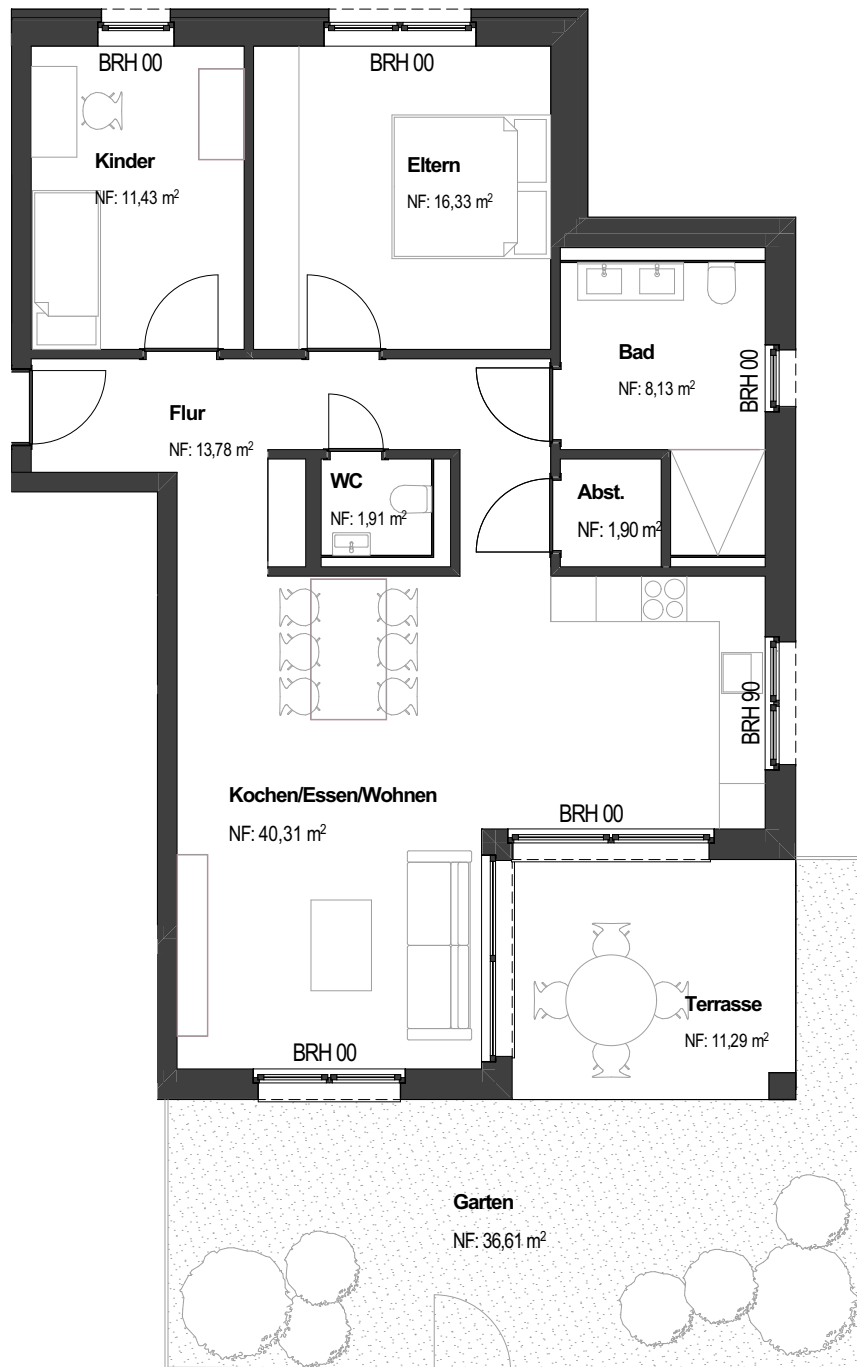 BRH 00
BRH 00
Kinder
NF: 11,43 m²
Eltern
NF: 16,33 m²
Bad
NF: 8,13 m²
BRH 00
Flur
NF: 13,78 m²
WC
NF: 1,91 m²
Abst.
NF: 1,90 m²
BRH 90
Kochen/Essen/Wohnen
NF: 40,31 m²
BRH 00
Terrasse
NF: 11,29 m²
BRH 00
Garten
NF: 36,61 m²